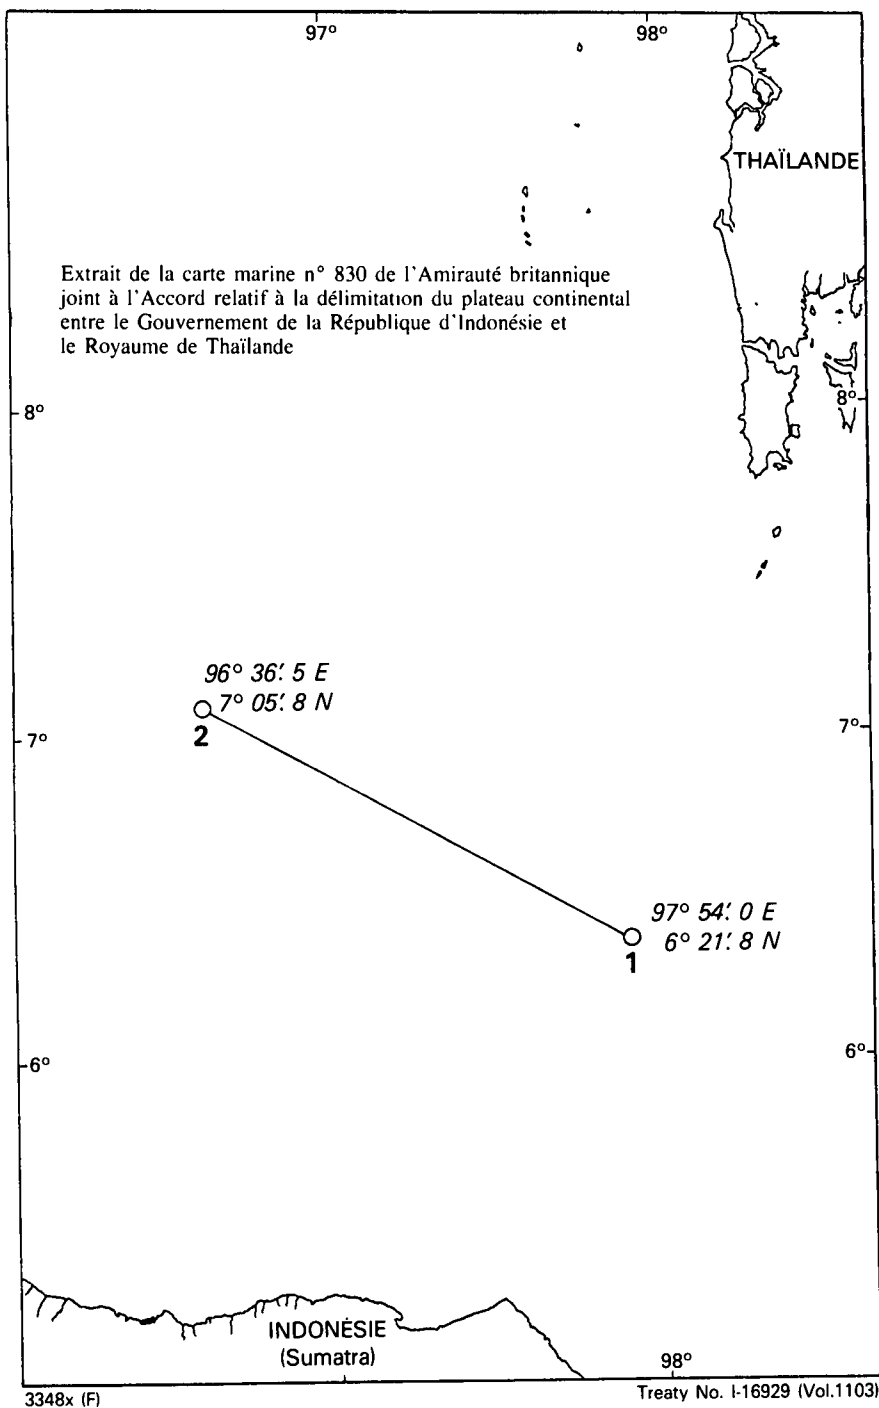 97°
98°
THAÏLANDE
Extrait de la carte marine n° 830 de l'Amirauté britannique
joint à l'Accord relatif à la délimitation du plateau continental
entre le Gouvernement de la République d'Indonésie et
le Royaume de Thaïlande
8°
8°
96° 36'. 5 E
7° 05'. 8 N
2
7°
7°
97° 54'. 0 E
6° 21'. 8 N
1
6°
6°
INDONÉSIE
(Sumatra)
98°
3348x (F)
Treaty No. I-16929 (Vol.1103)